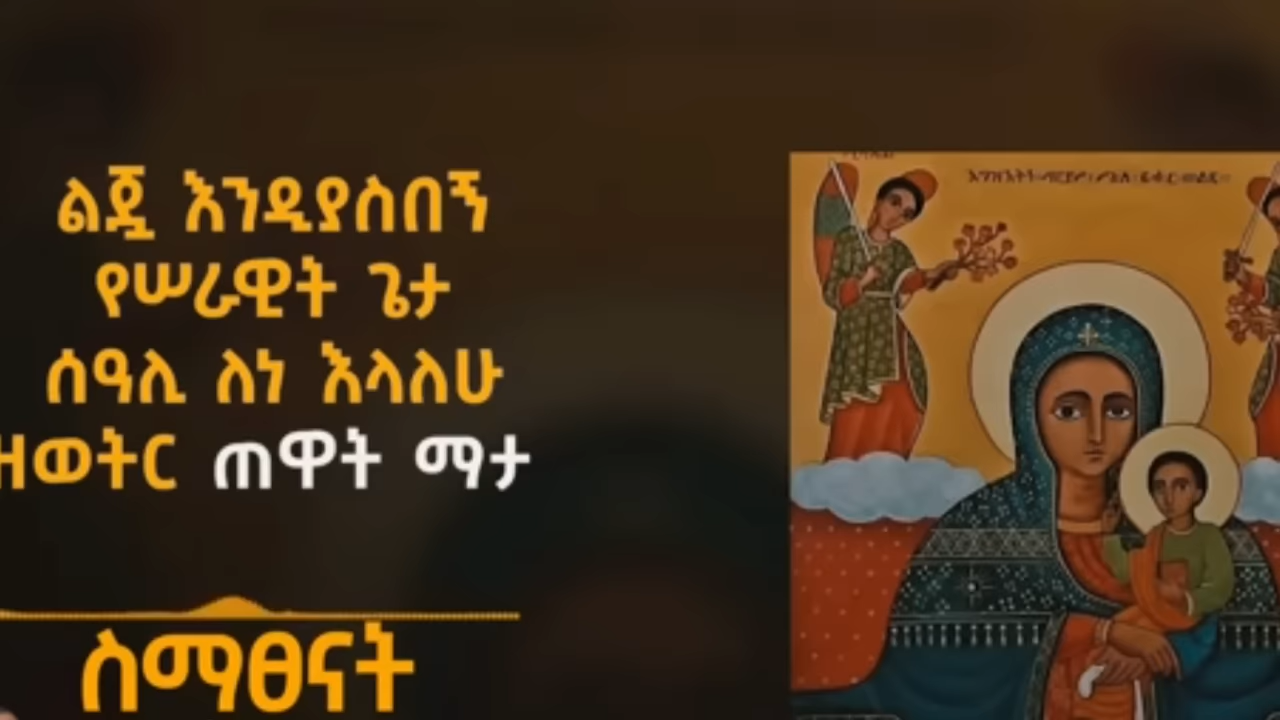 ልጇ እንዲያስበኝ
የሠራዊት ጌታ
ሰዓሊ ለነ እላለሁ
ዘወትር ጠዋት ማታ
ስማፀናት